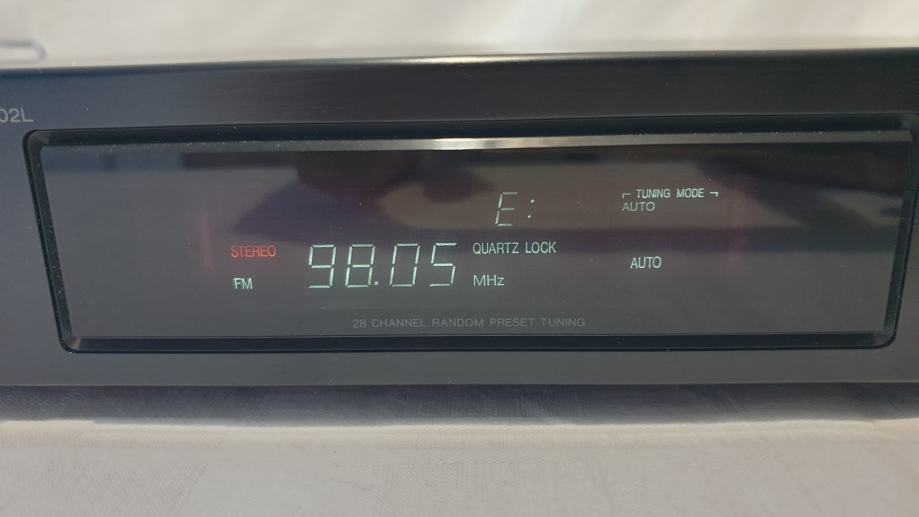 02L
E:
TUNING MODE
AUTO
STEREO
QUARTZ LOCK
FM
98.05
MHz
AUTO
28 CHANNEL RANDOM PRESET TUNING